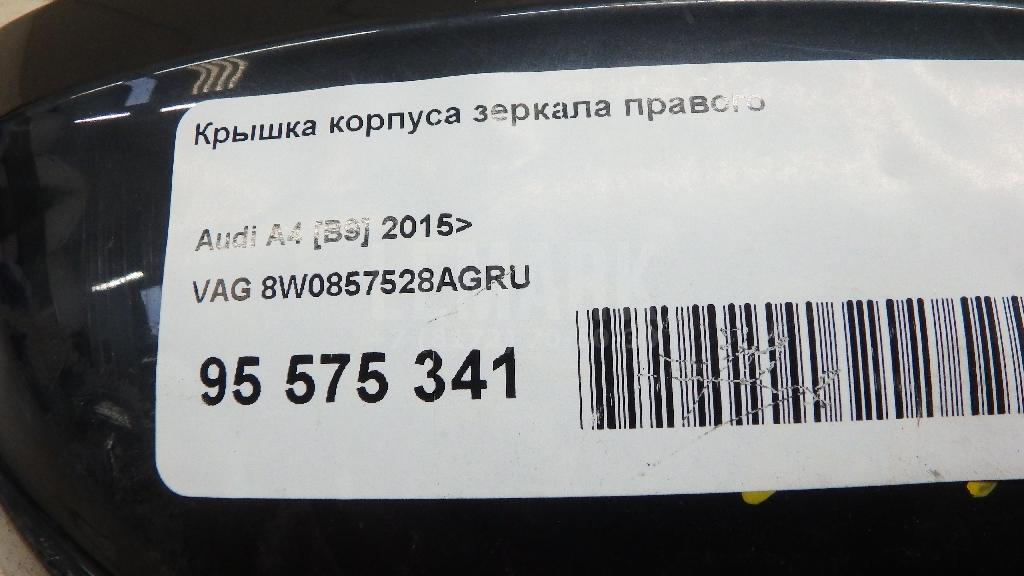 Крышка корпуса зеркала правого
Audi A4 [B9] 2015>
VAG 8W0857528AGRU
95 575 341